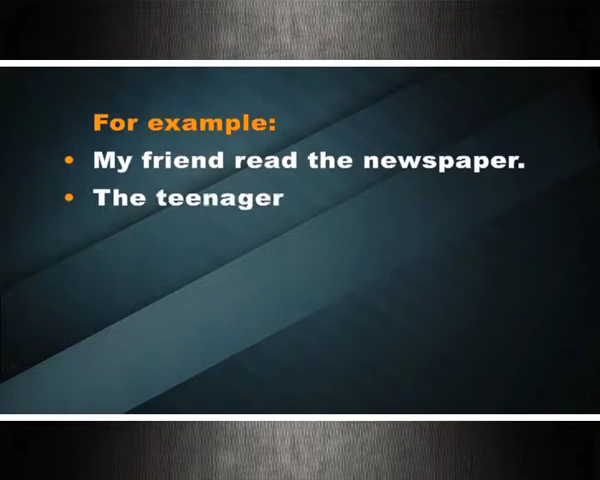 For example:
• My friend read the newspaper.
• The teenager